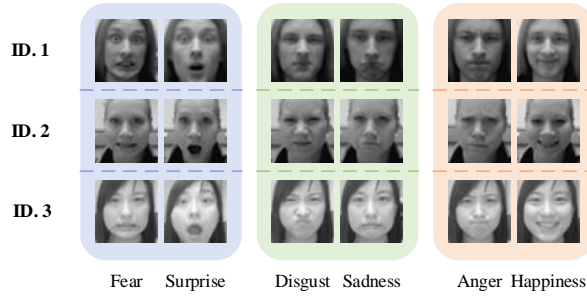 ID. 1
ID. 2
ID. 3
Fear Surprise Disgust Sadness Anger Happiness